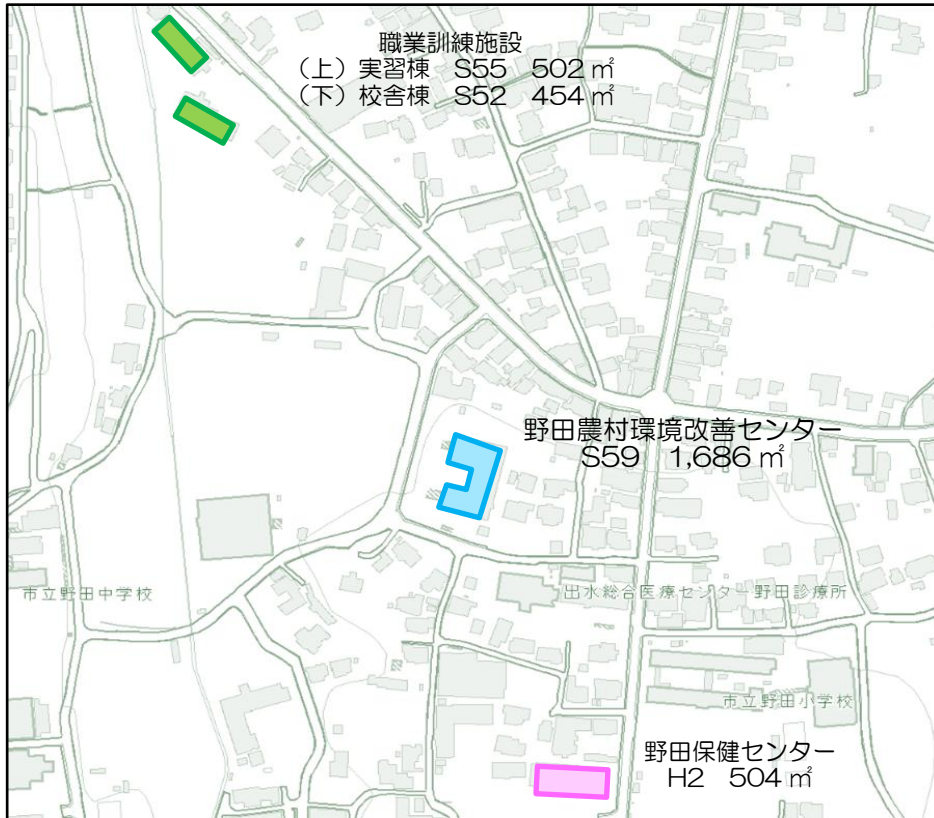 職業訓練施設
(上)実習棟 S55 502㎡
(下)校舎棟 S52 454㎡
野田農村環境改善センター
S59 1,686㎡
市立野田中学校
出水総合医療センター野田診療所
市立野田小学校
野田保健センター
H2 504㎡